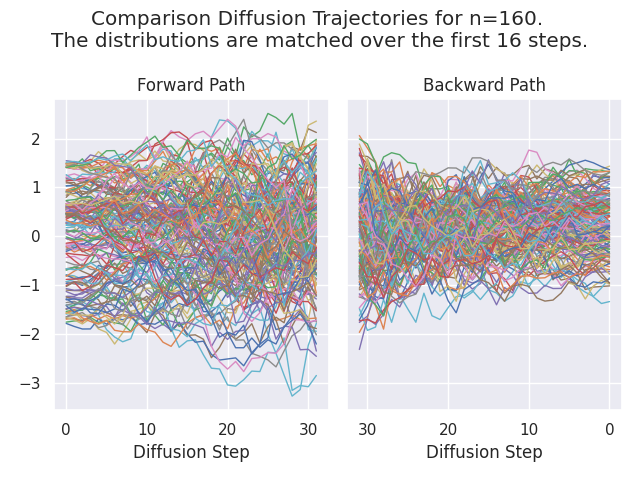 Comparison Diffusion Trajectories for n=160.
The distributions are matched over the first 16 steps.
Forward Path
Backward Path
2
1
0
−1
−2
−3
0 10 20 30
30 20 10 0
Diffusion Step
Diffusion Step